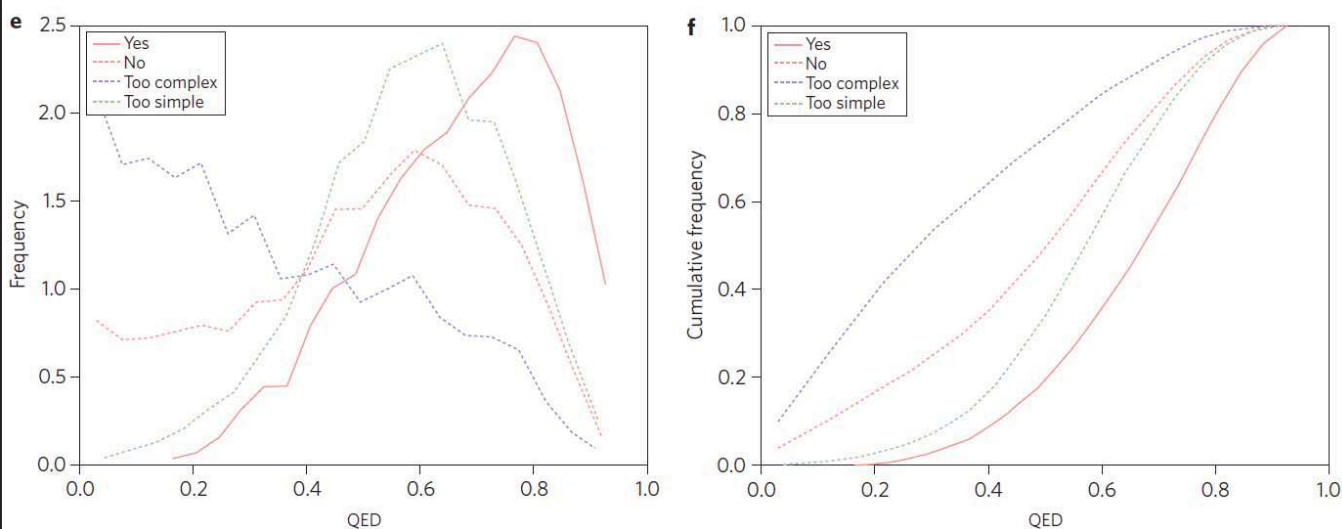 e
2.5
Yes
No
Too complex
Too simple
2.0
1.5
1.0
0.5
0.0
Frequency
0.0 0.2 0.4 0.6 0.8 1.0
QED
f
1.0
Yes
No
Too complex
Too simple
0.8
0.6
0.4
0.2
0.0
Cumulative frequency
0.0 0.2 0.4 0.6 0.8 1.0
QED